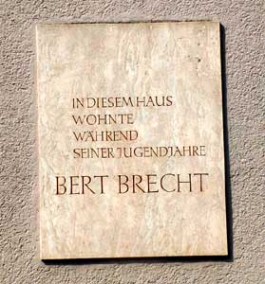 IN DIESEM HAUS
WOHNTE
WÄHREND
SEINER JUGENDJAHRE
BERT BRECHT